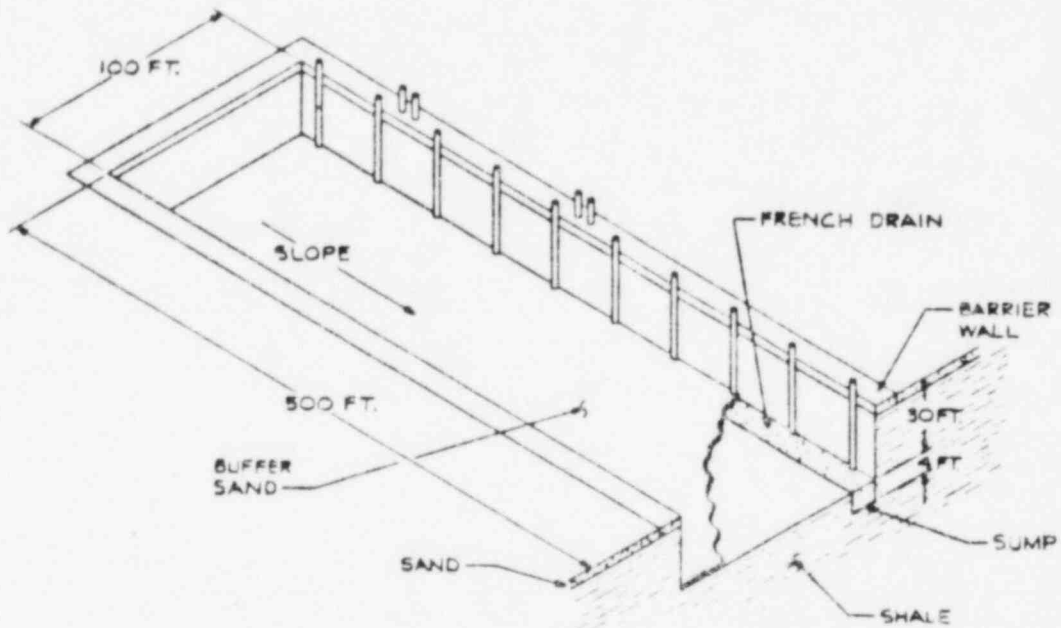 100 FT.
FRENCH DRAIN
SLOPE
BARRIER
WALL
30 FT
4 FT
500 FT.
BUFFER
SAND
SUMP
SAND
SHALE